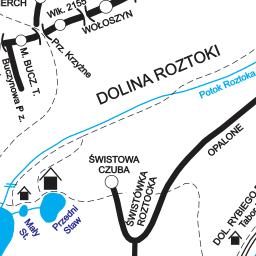 ERCH
Wlk. 2155
WOŁOSZYN
Prz. Krzyżne
M. BUCZ. T.
Buczynowa P z.
DOLINA ROZTOKI
Potok Roztoka
OPALONE
ŚWISTOWA
CZUBA
ŚWISTÓWKA
ROZTOCKA
DOL. RYBIEGO
Tabor
Przedni
Staw
Mały
St.